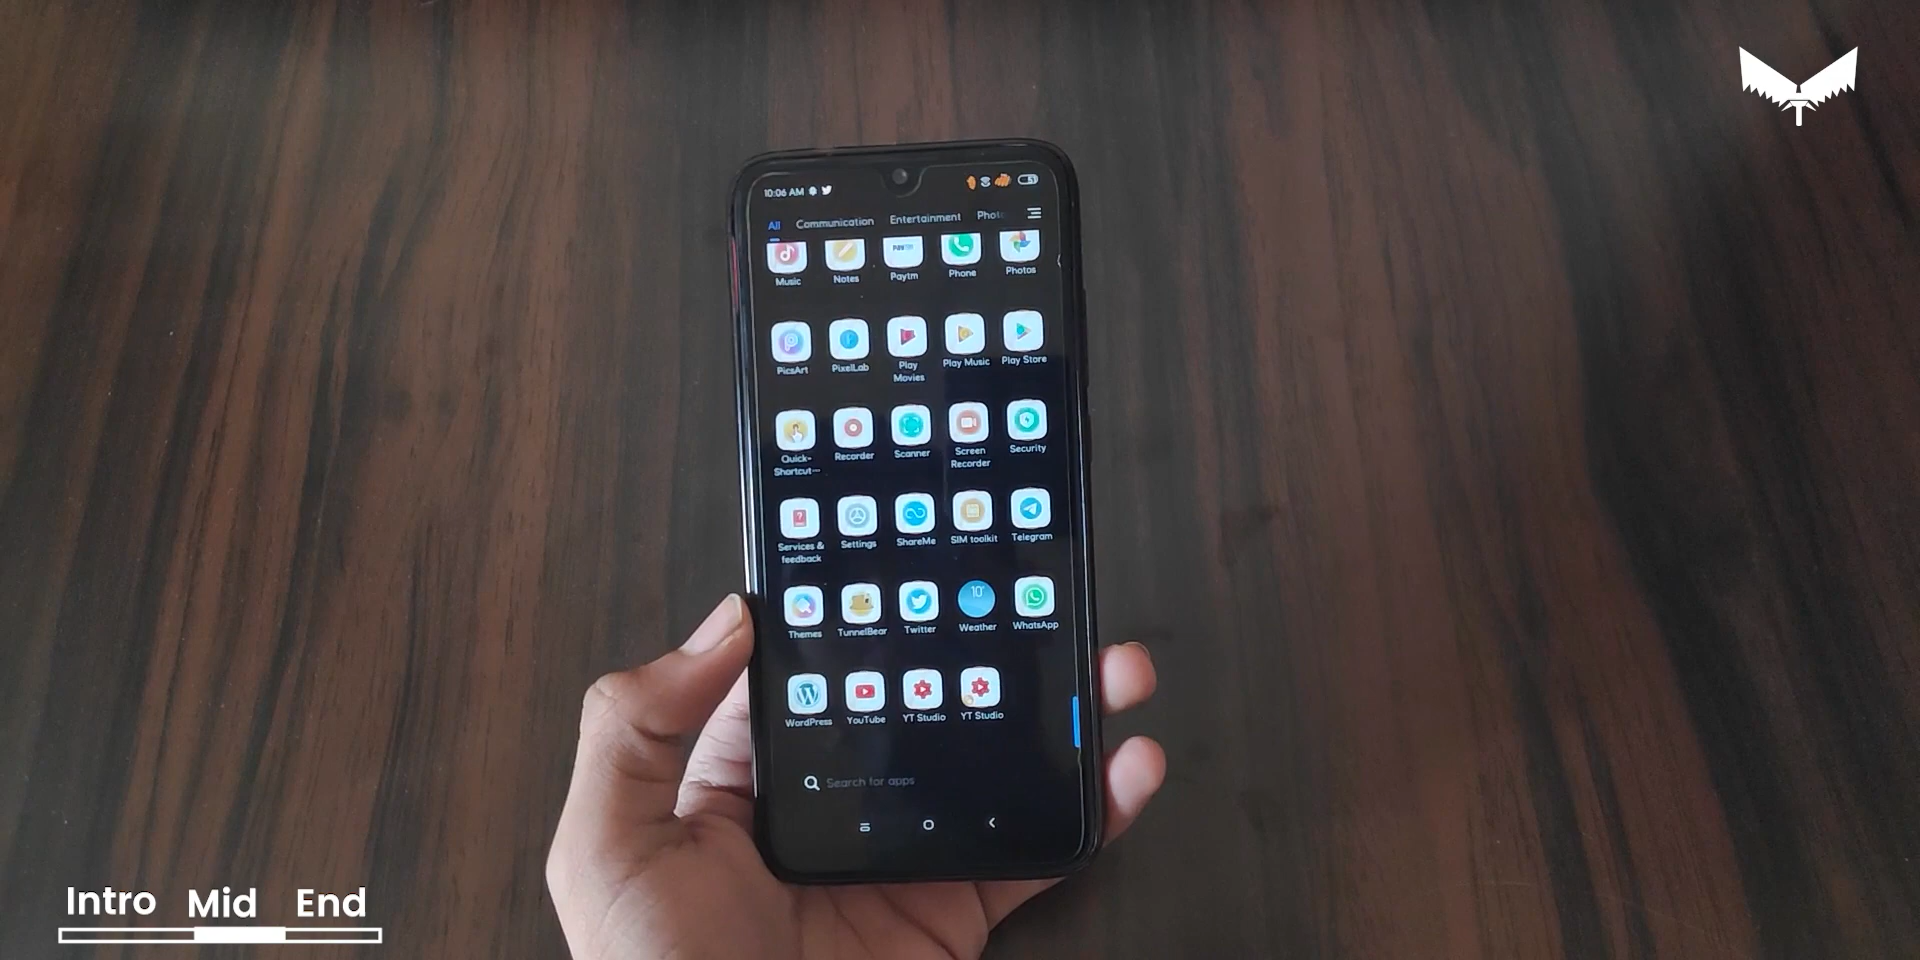 10:06 AM
All Communication Entertainment Phot
Music Notes Paytm Phone Photos
PicsArt PixelLab Play Movies Play Music Play Store
Quick-Shortcut... Recorder Scanner Screen Recorder Security
Services & feedback Settings ShareMe SIM toolkit Telegram
10°
Themes TunnelBear Twitter Weather WhatsApp
WordPress YouTube YT Studio YT Studio
Search for apps
Intro Mid End